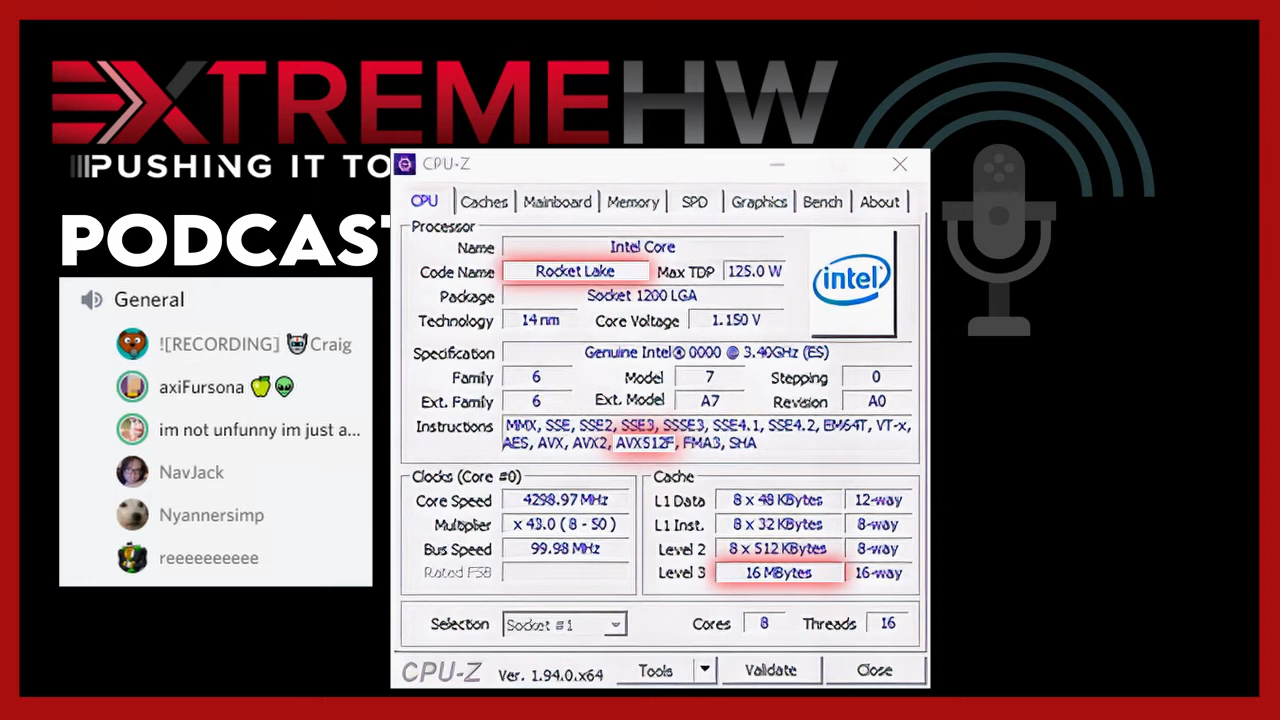 EXTREMEHW
PUSHING IT TO
PODCAST
General
![RECORDING] Craig
axiFursona
im not unfunny im just a...
NavJack
Nyannersimp
reeeeeeeeee
CPU-Z
CPU Caches Mainboard Memory SPD Graphics Bench About
Processor
Name Intel Core
Code Name Rocket Lake Max TDP 125.0 W
Package Socket 1200 LGA
Technology 14 nm Core Voltage 1.150 V
intel
Specification Genuine Intel® 0000 @ 3.40GHz (ES)
Family 6 Model 7 Stepping 0
Ext. Family 6 Ext. Model A7 Revision A0
Instructions MMX, SSE, SSE2, SSE3, SSSE3, SSE4.1, SSE4.2, EM64T, VT-x,
AES, AVX, AVX2, AVX512F, FMA3, SHA
Clocks (Core #0)
Core Speed 4298.97 MHz
Multiplier x 43.0 ( 8 - 50 )
Bus Speed 99.98 MHz
Rated FSB
Cache
L1 Data 8 x 48 KBytes 12-way
L1 Inst. 8 x 32 KBytes 8-way
Level 2 8 x 512 KBytes 8-way
Level 3 16 MBytes 16-way
Selection Socket #1 Cores 8 Threads 16
CPU-Z Ver. 1.94.0.x64 Tools Validate Close